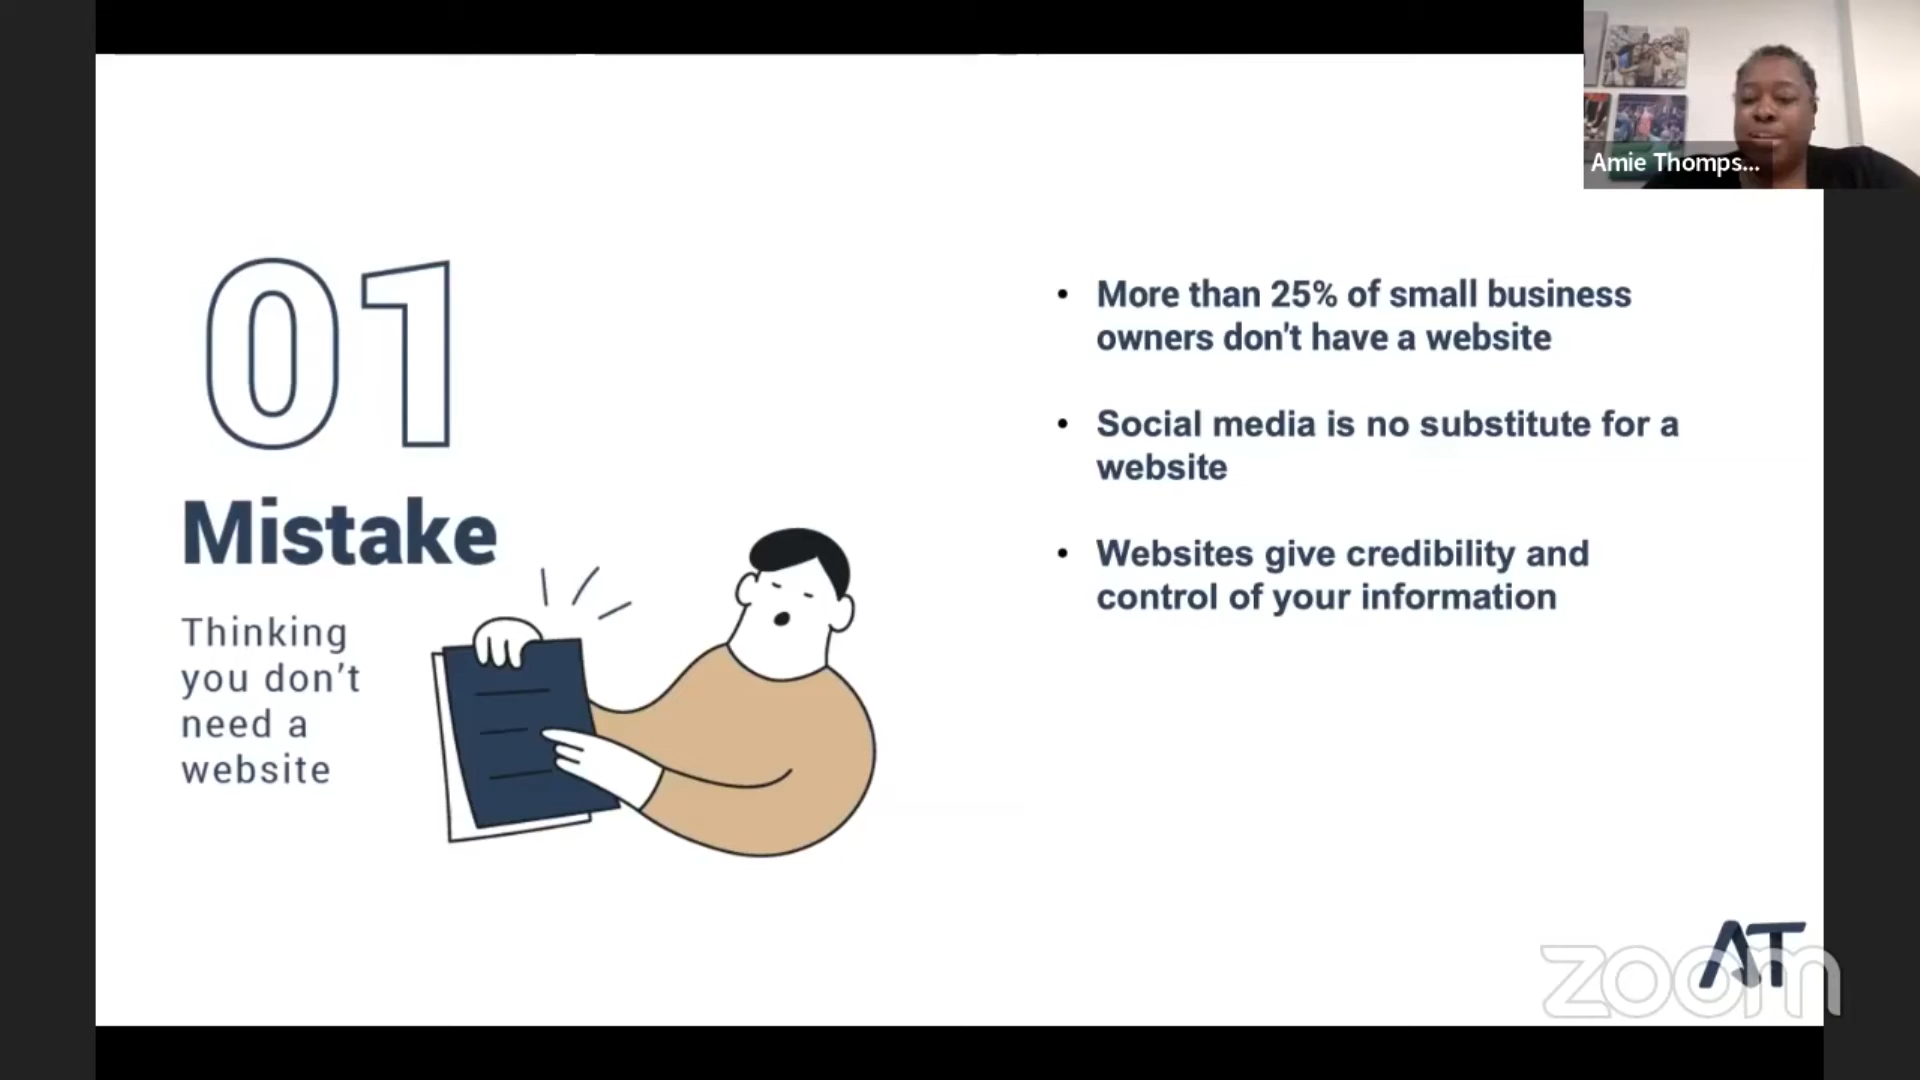 Amie Thomps...
01
Mistake
Thinking
you don't
need a
website
• More than 25% of small business
owners don't have a website
• Social media is no substitute for a
website
• Websites give credibility and
control of your information
AT
zoom